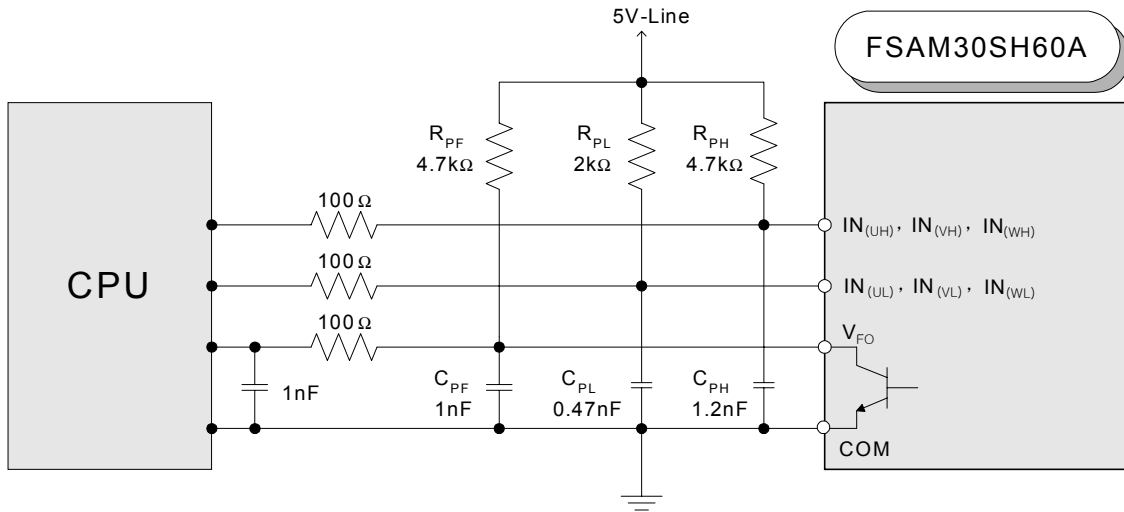 5V-Line
FSAM30SH60A
R_PF
4.7kΩ
R_PL
2kΩ
R_PH
4.7kΩ
100Ω
IN_(UH), IN_(VH), IN_(WH)
CPU
100Ω
IN_(UL), IN_(VL), IN_(WL)
100Ω
V_FO
1nF
C_PF
1nF
C_PL
0.47nF
C_PH
1.2nF
COM